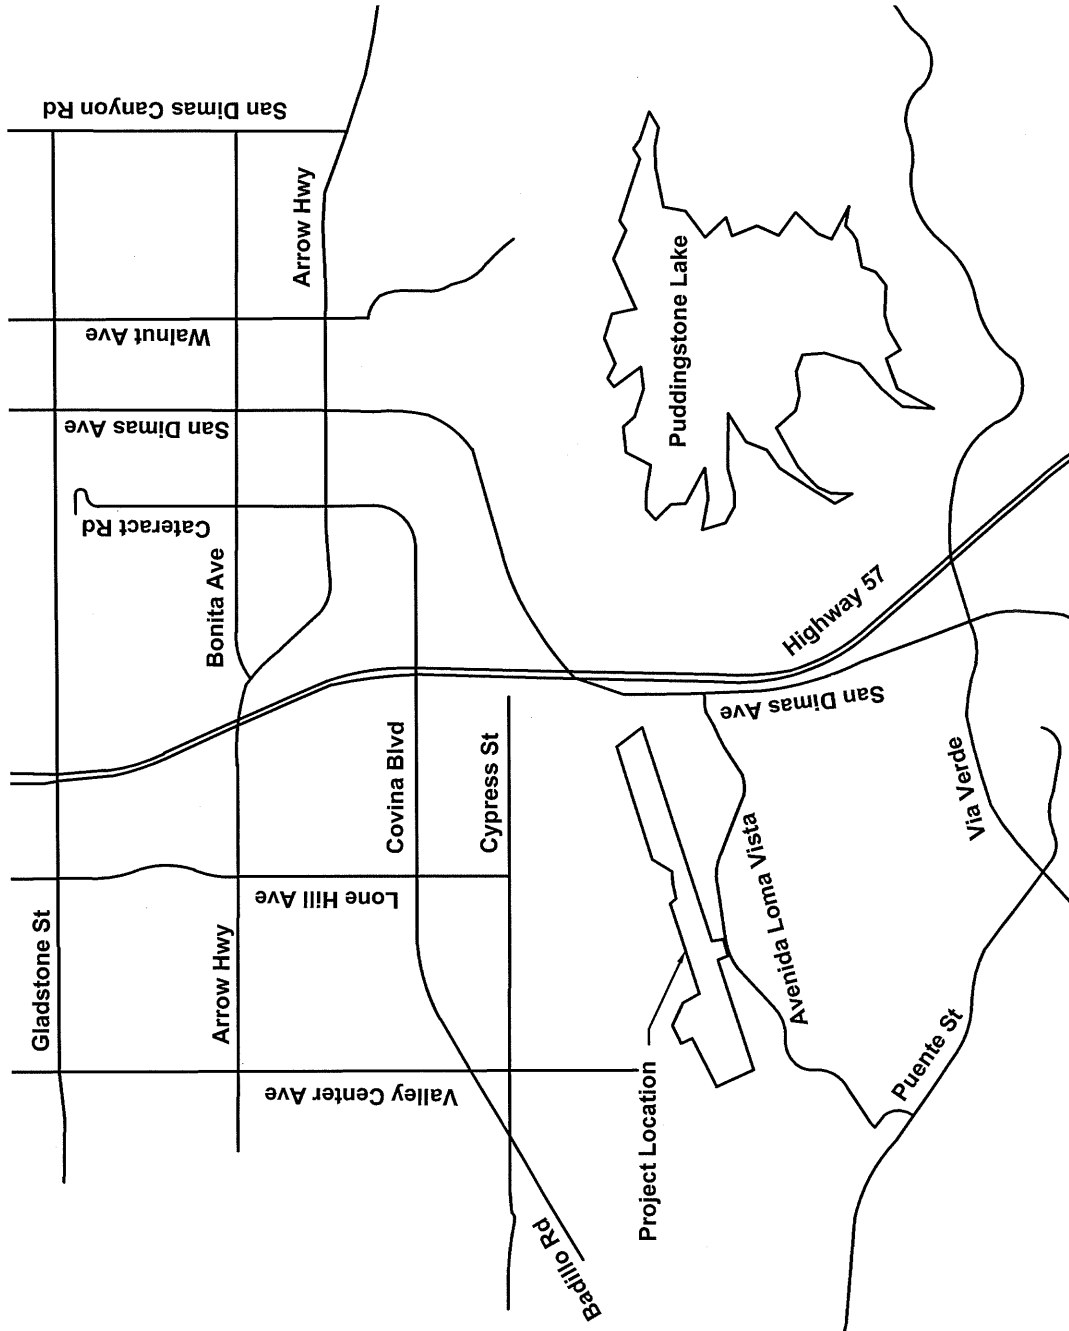 San Dimas Canyon Rd
Arrow Hwy
Walnut Ave
San Dimas Ave
Cataract Rd
Bonita Ave
Puddingstone Lake
Highway 57
San Dimas Ave
Covina Blvd
Cypress St
Via Verde
Lone Hill Ave
Avenida Loma Vista
Gladstone St
Arrow Hwy
Puente St
Valley Center Ave
Project Location
Badillo Rd